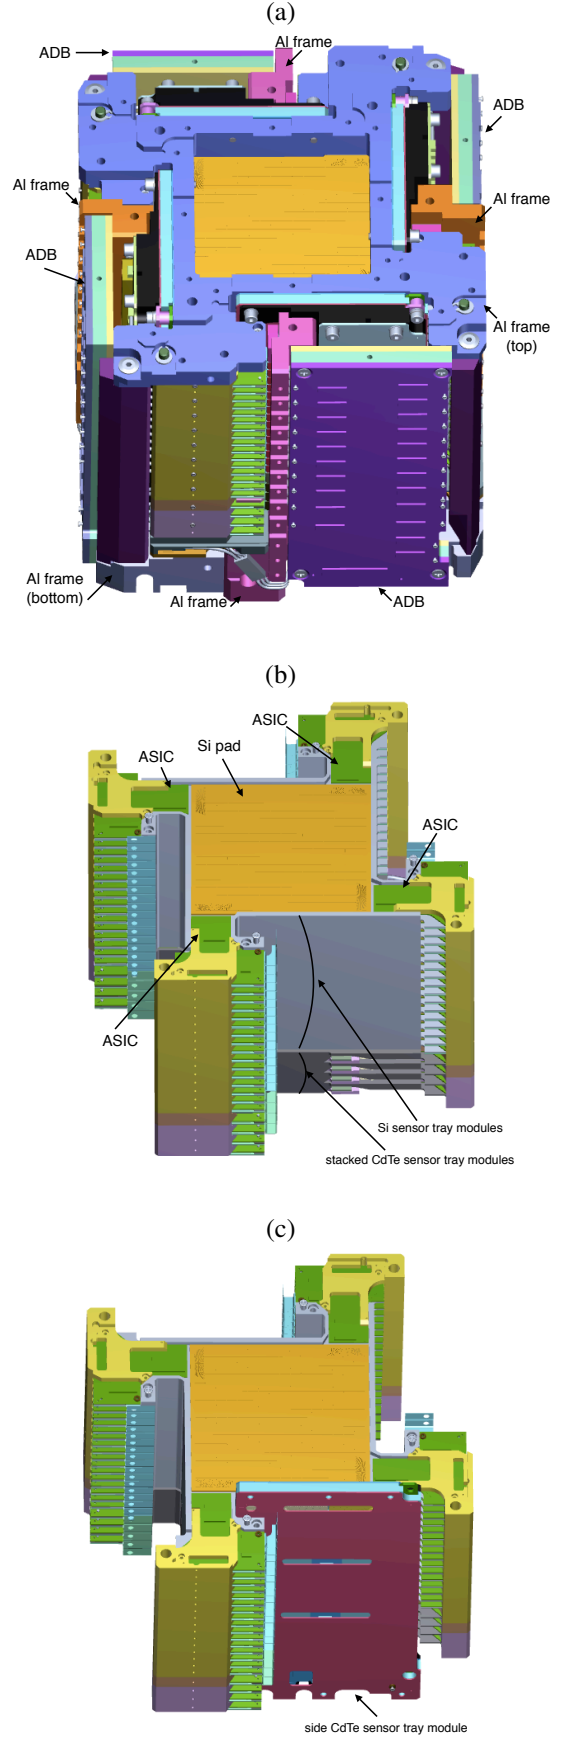 (a)
ADB
Al frame
ADB
Al frame
Al frame
ADB
Al frame
(top)
Al frame
(bottom)
Al frame
ADB
(b)
ASIC
Si pad
ASIC
ASIC
ASIC
Si sensor tray modules
stacked CdTe sensor tray modules
(c)
side CdTe sensor tray module